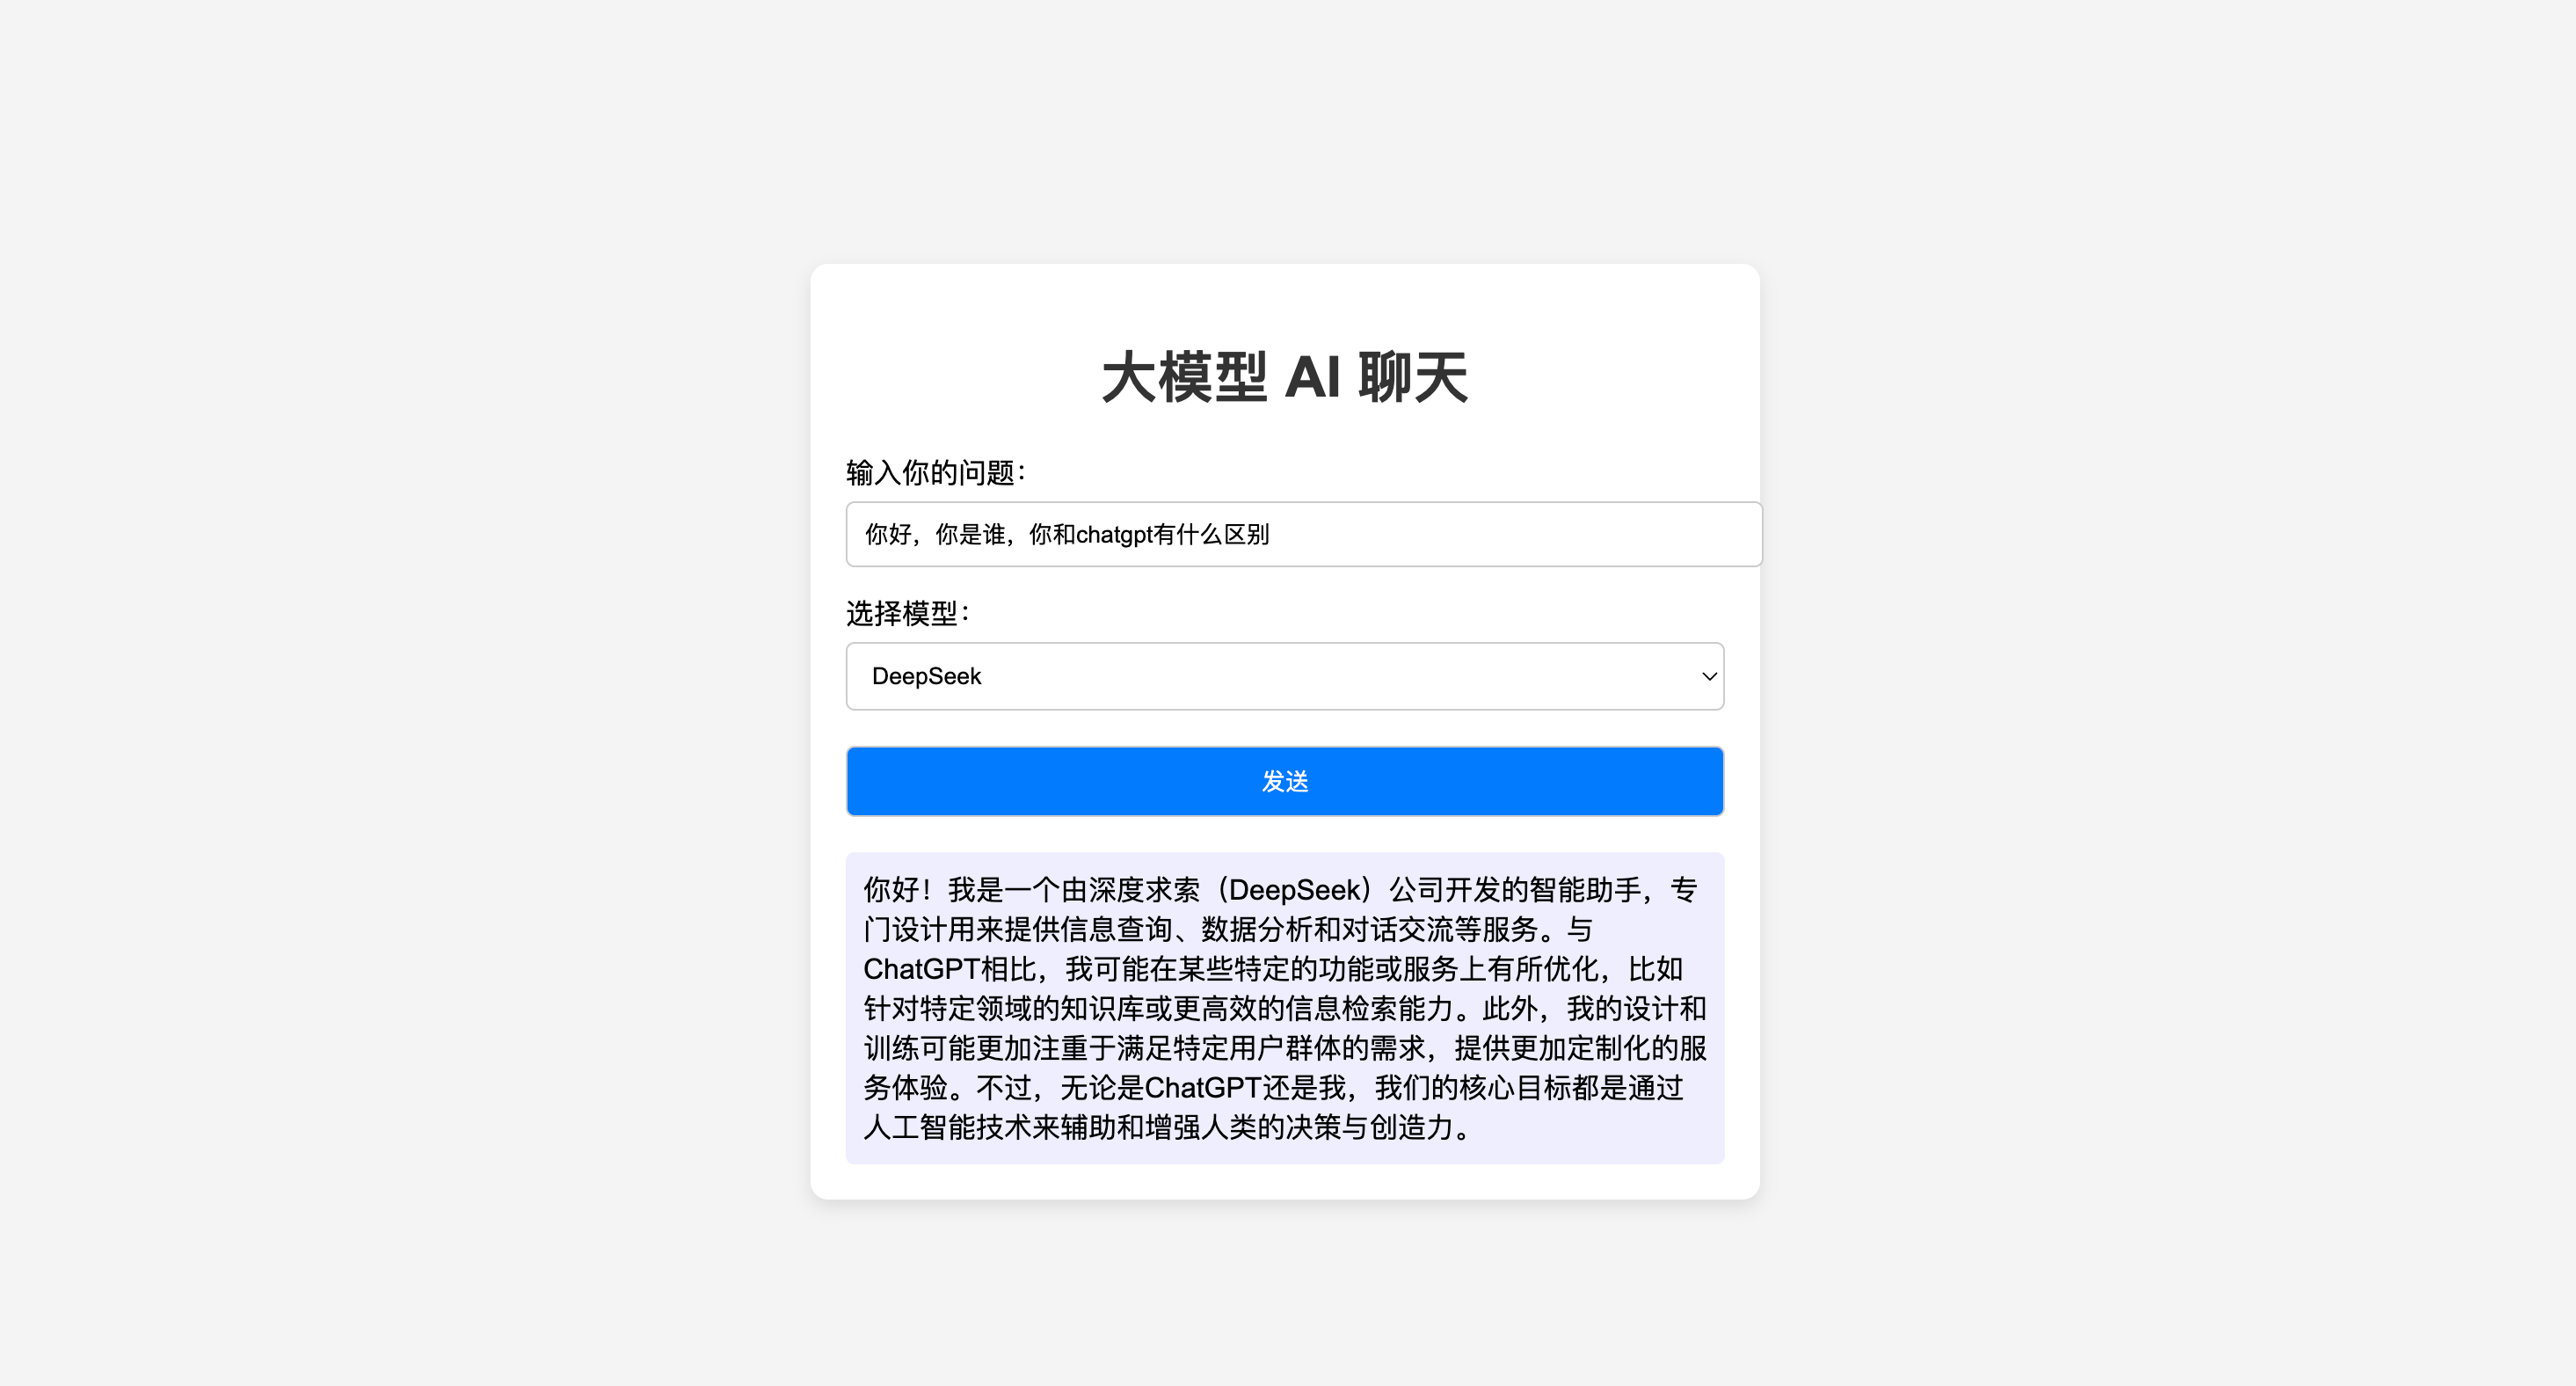 大模型 AI 聊天
输入你的问题：
你好，你是谁，你和chatgpt有什么区别
选择模型：
DeepSeek
发送
你好！我是一个由深度求索（DeepSeek）公司开发的智能助手，专
门设计用来提供信息查询、数据分析和对话交流等服务。与
ChatGPT相比，我可能在某些特定的功能或服务上有所优化，比如
针对特定领域的知识库或更高效的信息检索能力。此外，我的设计和
训练可能更加注重于满足特定用户群体的需求，提供更加定制化的服
务体验。不过，无论是ChatGPT还是我，我们的核心目标都是通过
人工智能技术来辅助和增强人类的决策与创造力。